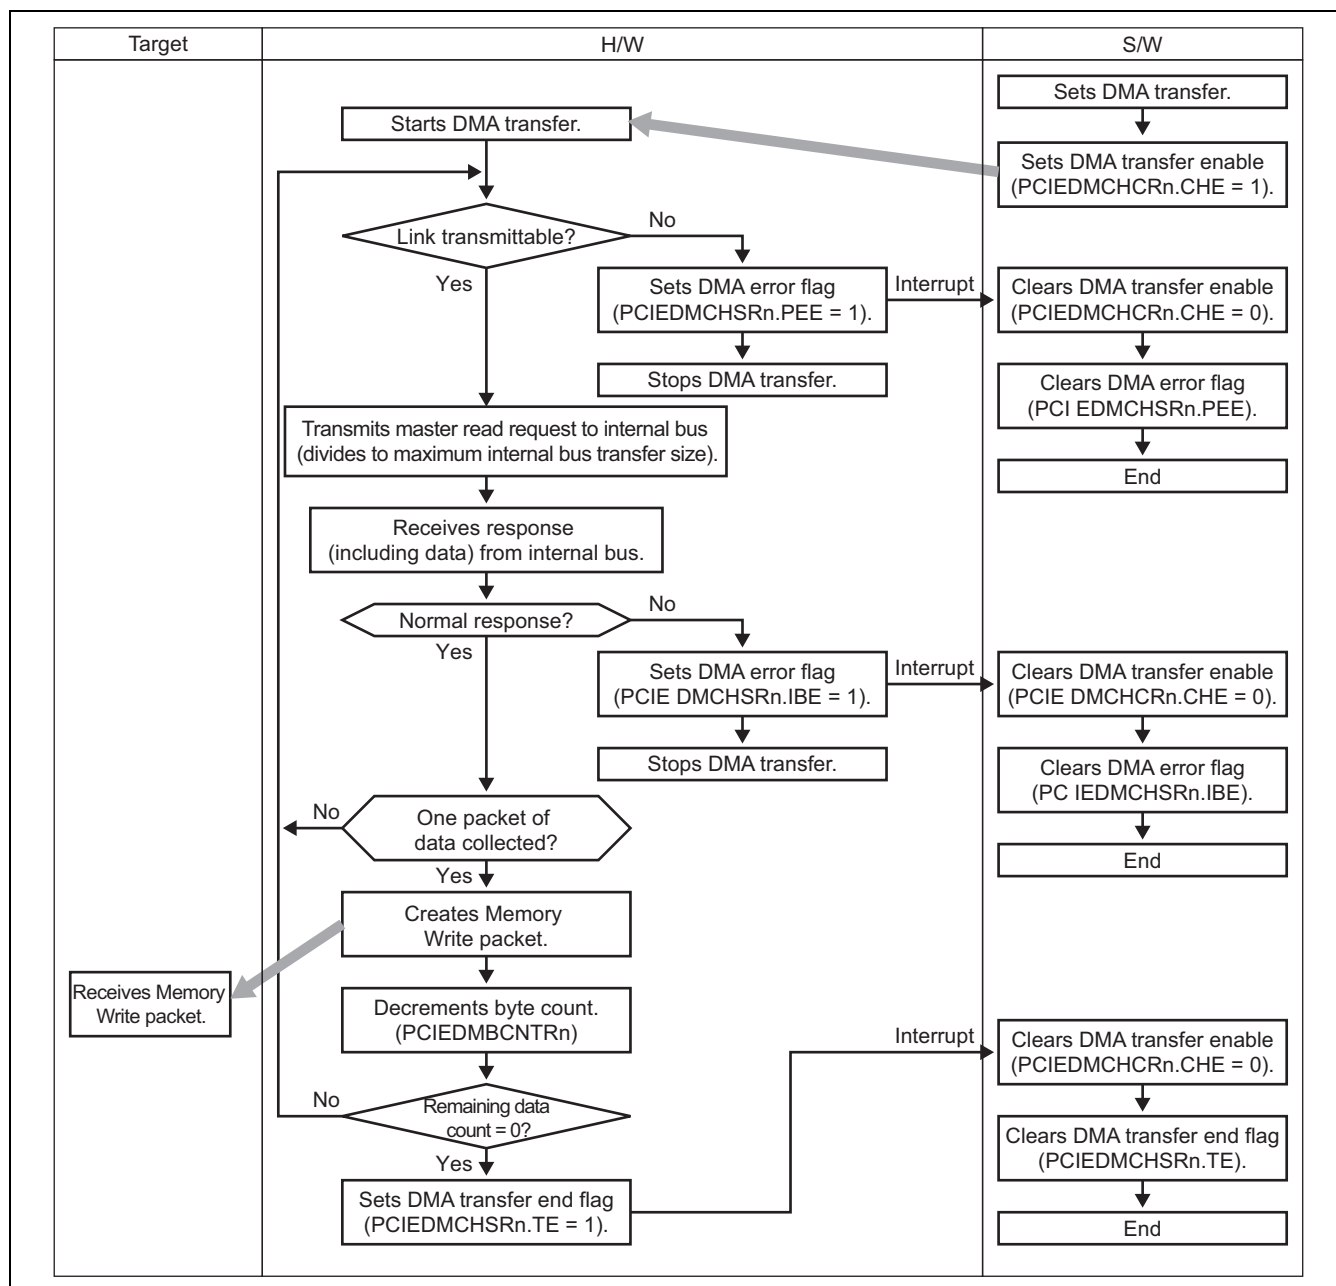 Target
H/W
S/W
Sets DMA transfer.
Starts DMA transfer.
Sets DMA transfer enable
(PCIEDMCHCRn.CHE = 1).
Link transmittable?
No
Yes
Sets DMA error flag
(PCIEDMCHSRn.PEE = 1).
Interrupt
Clears DMA transfer enable
(PCIEDMCHCRn.CHE = 0).
Stops DMA transfer.
Clears DMA error flag
(PCI EDMCHSRn.PEE).
End
Transmits master read request to internal bus
(divides to maximum internal bus transfer size).
Receives response
(including data) from internal bus.
Normal response?
No
Yes
Sets DMA error flag
(PCIE DMCHSRn.IBE = 1).
Interrupt
Clears DMA transfer enable
(PCIE DMCHCRn.CHE = 0).
Stops DMA transfer.
Clears DMA error flag
(PC IEDMCHSRn.IBE).
End
No
One packet of
data collected?
Yes
Creates Memory
Write packet.
Receives Memory
Write packet.
Decrements byte count.
(PCIEDMBCNTRn)
No
Remaining data
count = 0?
Yes
Sets DMA transfer end flag
(PCIEDMCHSRn.TE = 1).
Interrupt
Clears DMA transfer enable
(PCIEDMCHCRn.CHE = 0).
Clears DMA transfer end flag
(PCIEDMCHSRn.TE).
End